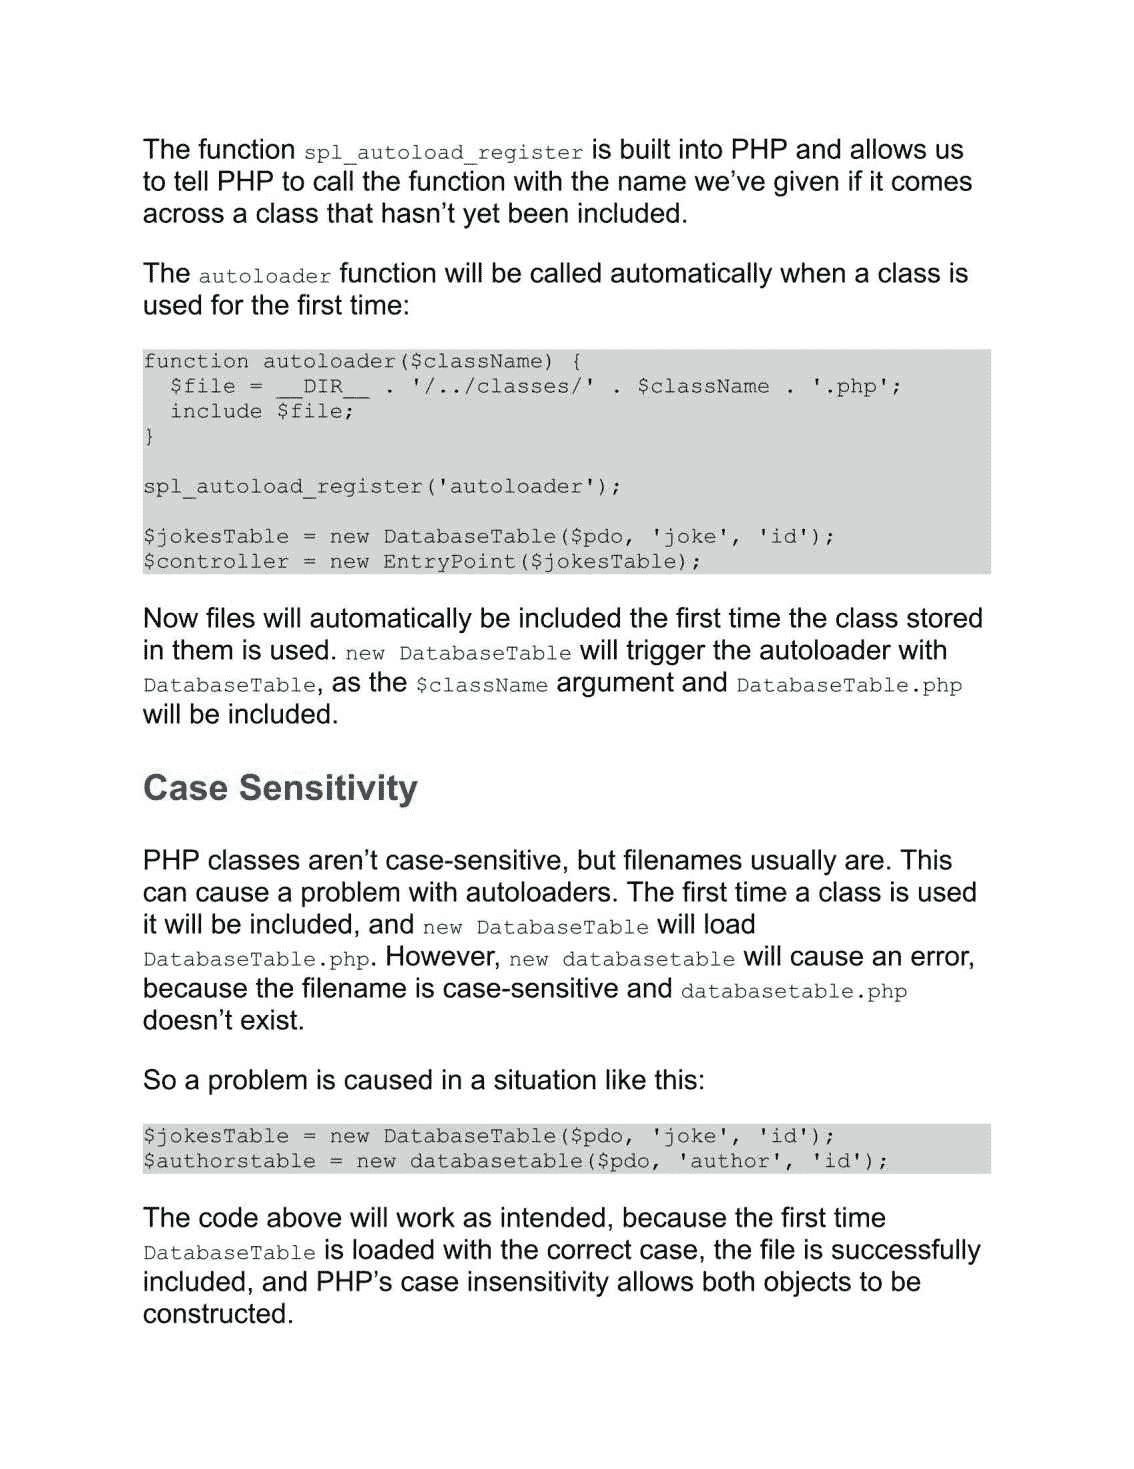 The function spl_autoload_register is built into PHP and allows us
to tell PHP to call the function with the name we’ve given if it comes
across a class that hasn’t yet been included.
The autoloader function will be called automatically when a class is
used for the first time:
function autoloader($className) {
  $file = __DIR__ . '/../classes/' . $className . '.php';
  include $file;
}
spl_autoload_register('autoloader');
$jokesTable = new DatabaseTable($pdo, 'joke', 'id');
$controller = new EntryPoint($jokesTable);
Now files will automatically be included the first time the class stored
in them is used. new DatabaseTable will trigger the autoloader with
DatabaseTable, as the $className argument and DatabaseTable.php
will be included.
Case Sensitivity
PHP classes aren’t case-sensitive, but filenames usually are. This
can cause a problem with autoloaders. The first time a class is used
it will be included, and new DatabaseTable will load
DatabaseTable.php. However, new databasetable will cause an error,
because the filename is case-sensitive and databasetable.php
doesn’t exist.
So a problem is caused in a situation like this:
$jokesTable = new DatabaseTable($pdo, 'joke', 'id');
$authorstable = new databasetable($pdo, 'author', 'id');
The code above will work as intended, because the first time
DatabaseTable is loaded with the correct case, the file is successfully
included, and PHP’s case insensitivity allows both objects to be
constructed.